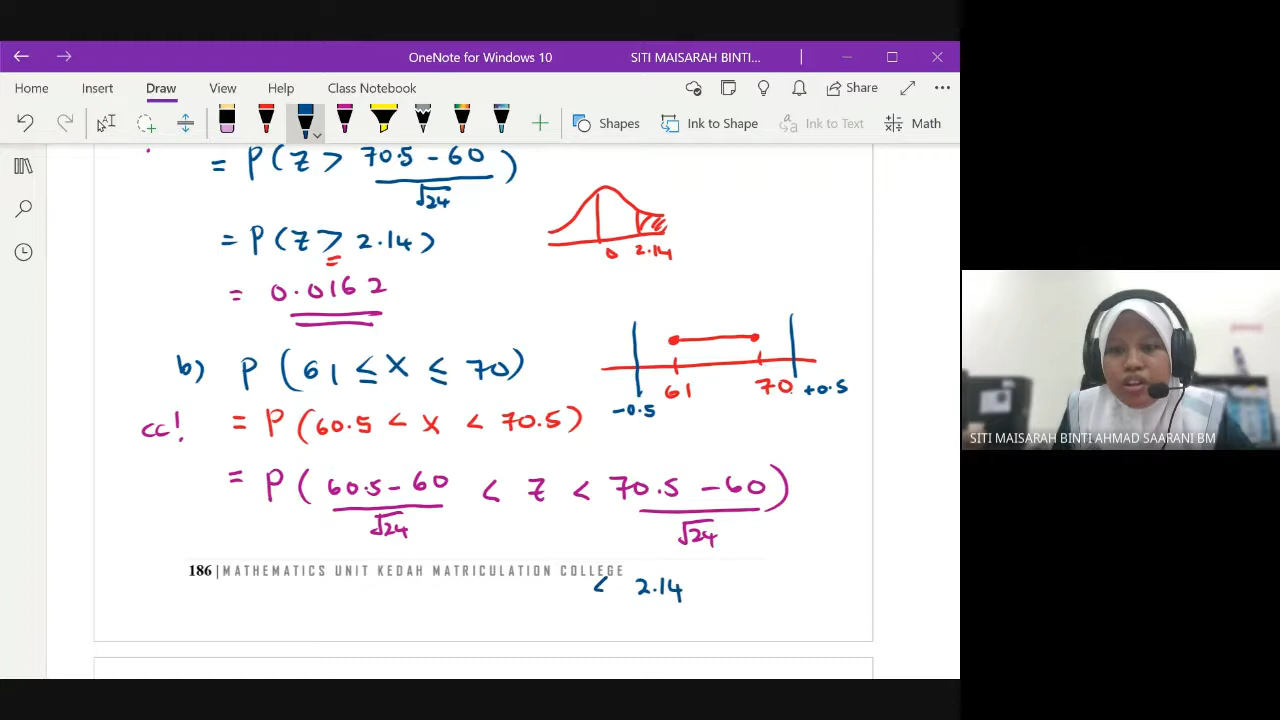 OneNote for Windows 10
SITI MAISARAH BINTI...
Home Insert Draw View Help Class Notebook
Share
Shapes Ink to Shape Ink to Text Math
= P(Z > 70.5 - 60 / √24)
= P(Z > 2.14)
0 2.14
= 0.0162
b) P(61 ≤ X ≤ 70)
61 70
-0.5 +0.5
cc! = P(60.5 < X < 70.5)
= P(60.5 - 60 / √24 < Z < 70.5 - 60 / √24)
186 | MATHEMATICS UNIT KEDAH MATRICULATION COLLEGE
< 2.14
SITI MAISARAH BINTI AHMAD SAARANI BM